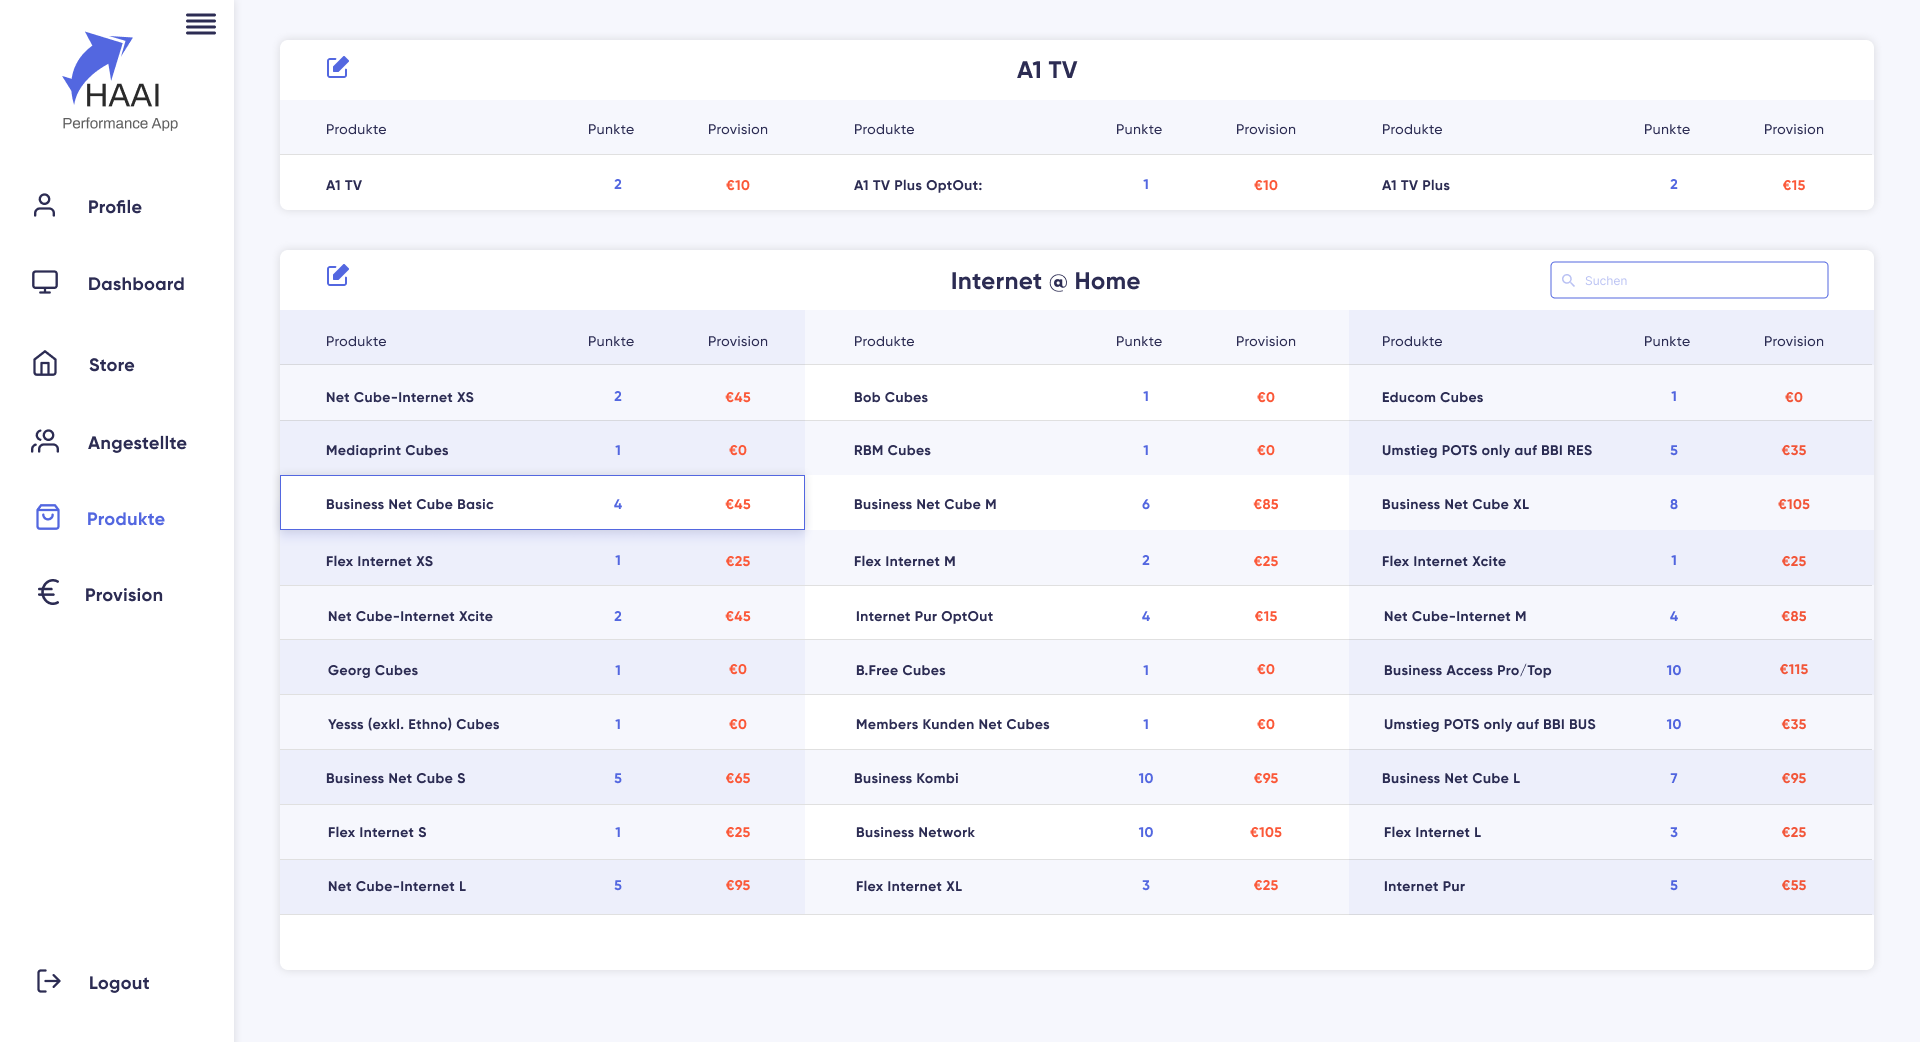 HAAI
Performance App
Profile
Dashboard
Store
Angestellte
Produkte
Provision
Logout
A1 TV
Produkte Punkte Provision Produkte Punkte Provision Produkte Punkte Provision
A1 TV 2 €10 A1 TV Plus OptOut: 1 €10 A1 TV Plus 2 €15
Internet @ Home
Suchen
Produkte Punkte Provision Produkte Punkte Provision Produkte Punkte Provision
Net Cube-Internet XS 2 €45 Bob Cubes 1 €0 Educom Cubes 1 €0
Mediaprint Cubes 1 €0 RBM Cubes 1 €0 Umstieg POTS only auf BBI RES 5 €35
Business Net Cube Basic 4 €45 Business Net Cube M 6 €85 Business Net Cube XL 8 €105
Flex Internet XS 1 €25 Flex Internet M 2 €25 Flex Internet Xcite 1 €25
Net Cube-Internet Xcite 2 €45 Internet Pur OptOut 4 €15 Net Cube-Internet M 4 €85
Georg Cubes 1 €0 B.Free Cubes 1 €0 Business Access Pro/Top 10 €115
Yesss (exkl. Ethno) Cubes 1 €0 Members Kunden Net Cubes 1 €0 Umstieg POTS only auf BBI BUS 10 €35
Business Net Cube S 5 €65 Business Kombi 10 €95 Business Net Cube L 7 €95
Flex Internet S 1 €25 Business Network 10 €105 Flex Internet L 3 €25
Net Cube-Internet L 5 €95 Flex Internet XL 3 €25 Internet Pur 5 €55